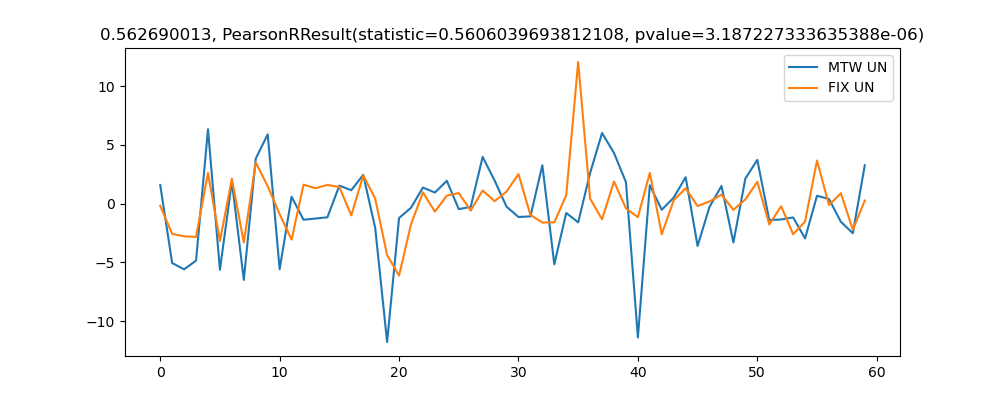 0.562690013, PearsonRResult(statistic=0.5606039693812108, pvalue=3.187227333635388e-06)
MTW UN
FIX UN
10
5
0
−5
−10
0 10 20 30 40 50 60